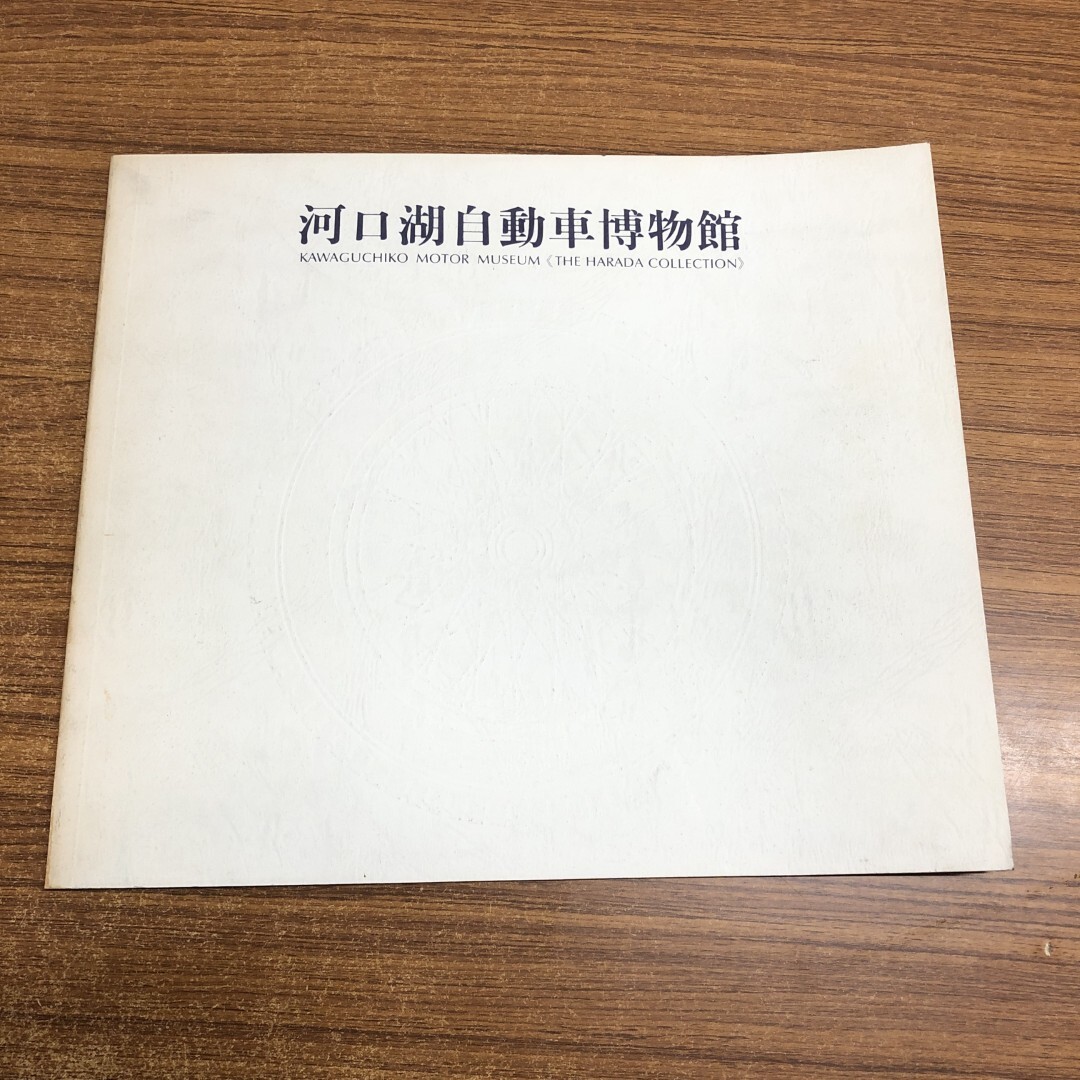 河口湖自動車博物館
KAWAGUCHIKO MOTOR MUSEUM《THE HARADA COLLECTION》